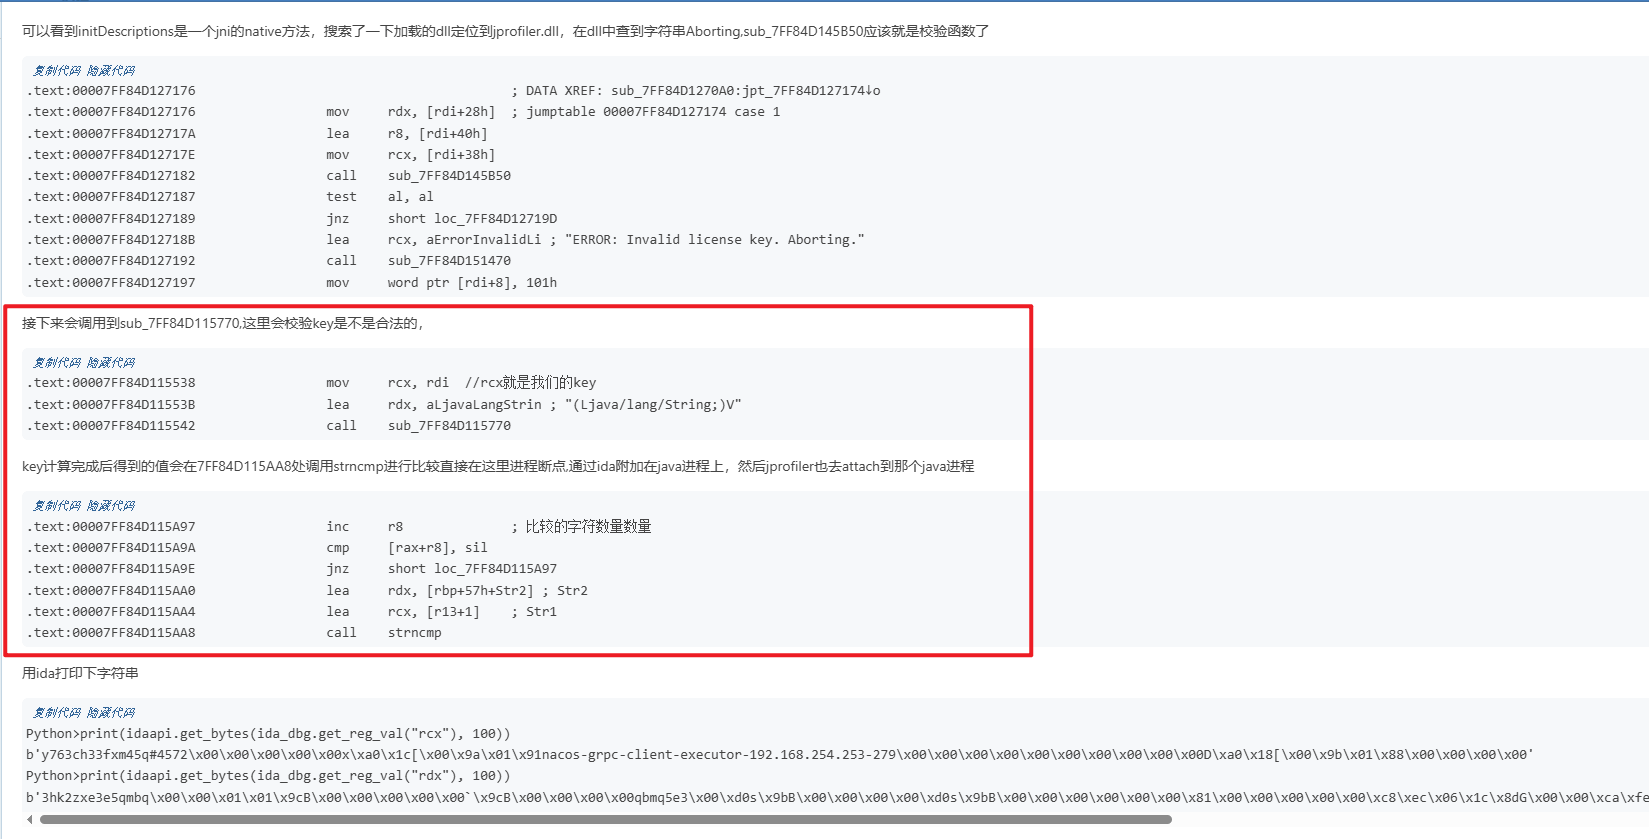 可以看到initDescriptions是一个jni的native方法，搜索了一下加载的dll定位到jprofiler.dll，在dll中查到字符串Aborting,sub_7FF84D145B50应该就是校验函数了
复制代码 隐藏代码
.text:00007FF84D127176 ; DATA XREF: sub_7FF84D1270A0:jpt_7FF84D127174↓o
.text:00007FF84D127176 mov rdx, [rdi+28h] ; jumptable 00007FF84D127174 case 1
.text:00007FF84D12717A lea r8, [rdi+40h]
.text:00007FF84D12717E mov rcx, [rdi+38h]
.text:00007FF84D127182 call sub_7FF84D145B50
.text:00007FF84D127187 test al, al
.text:00007FF84D127189 jnz short loc_7FF84D12719D
.text:00007FF84D12718B lea rcx, aErrorInvalidLi ; "ERROR: Invalid license key. Aborting."
.text:00007FF84D127192 call sub_7FF84D151470
.text:00007FF84D127197 mov word ptr [rdi+8], 101h
接下来会调用到sub_7FF84D115770,这里会校验key是不是合法的，
复制代码 隐藏代码
.text:00007FF84D115538 mov rcx, rdi //rcx就是我们的key
.text:00007FF84D11553B lea rdx, aLjavaLangStrin ; "(Ljava/lang/String;)V"
.text:00007FF84D115542 call sub_7FF84D115770
key计算完成后得到的值会在7FF84D115AA8处调用strncmp进行比较直接在这里进程断点,通过ida附加在java进程上，然后jprofiler也去attach到那个java进程
复制代码 隐藏代码
.text:00007FF84D115A97 inc r8 ; 比较的字符数量数量
.text:00007FF84D115A9A cmp [rax+r8], sil
.text:00007FF84D115A9E jnz short loc_7FF84D115A97
.text:00007FF84D115AA0 lea rdx, [rbp+57h+Str2] ; Str2
.text:00007FF84D115AA4 lea rcx, [r13+1] ; Str1
.text:00007FF84D115AA8 call strncmp
用ida打印下字符串
复制代码 隐藏代码
Python>print(idaapi.get_bytes(ida_dbg.get_reg_val("rcx"), 100))
b'y763ch33fxm45q#4572\x00\x00\x00\x00\x00x\xa0\x1c[\x00\x9a\x01\x91nacos-grpc-client-executor-192.168.254.253-279\x00\x00\x00\x00\x00\x00\x00\x00\x00\x00D\xa0\x18[\x00\x9b\x01\x88\x00\x00\x00\x00'
Python>print(idaapi.get_bytes(ida_dbg.get_reg_val("rdx"), 100))
b'3hk2zxe3e5qmbq\x00\x00\x01\x01\x9cB\x00\x00\x00\x00\x00`\x9cB\x00\x00\x00\x00qbmq5e3\x00\xd0s\x9bB\x00\x00\x00\x00\xd0s\x9bB\x00\x00\x00\x00\x00\x00\x81\x00\x00\x00\x00\x00\xc8\xec\x06\x1c\x8dG\x00\x00\xca\xfe